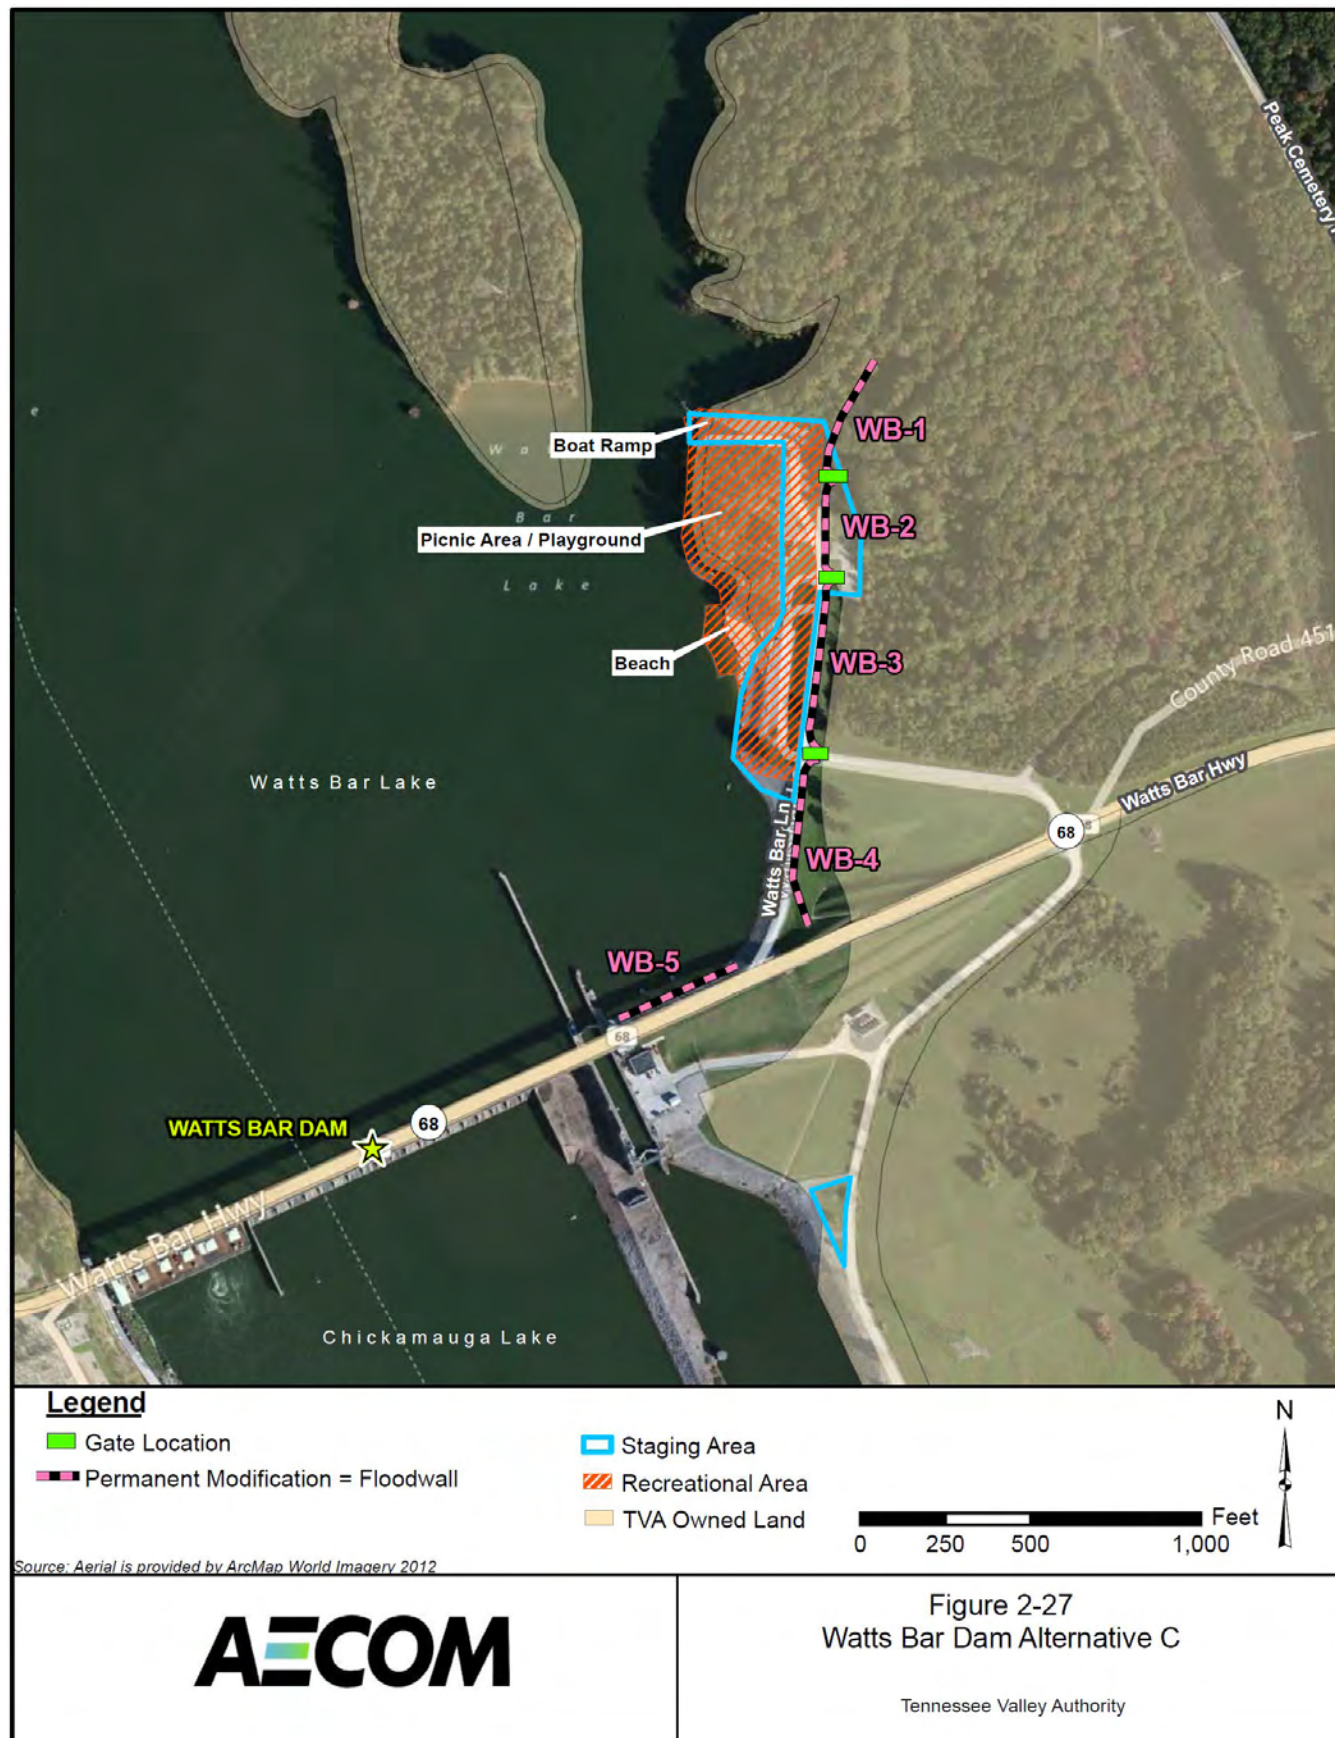 Peak Cemetery
WB-1
Boat Ramp
W a
WB-2
B a r
Picnic Area / Playground
L a k e
County Road 451
Beach
WB-3
Watts Bar Hwy
Watts Bar Lake
68
Watts Bar Ln
WB-4
WB-5
68
WATTS BAR DAM
68
Watts Bar Hwy
Chickamauga Lake
Legend
Gate Location
Permanent Modification = Floodwall
Staging Area
Recreational Area
TVA Owned Land
N
Feet
0 250 500 1,000
Source: Aerial is provided by ArcMap World Imagery 2012
AECOM
Figure 2-27
Watts Bar Dam Alternative C
Tennessee Valley Authority